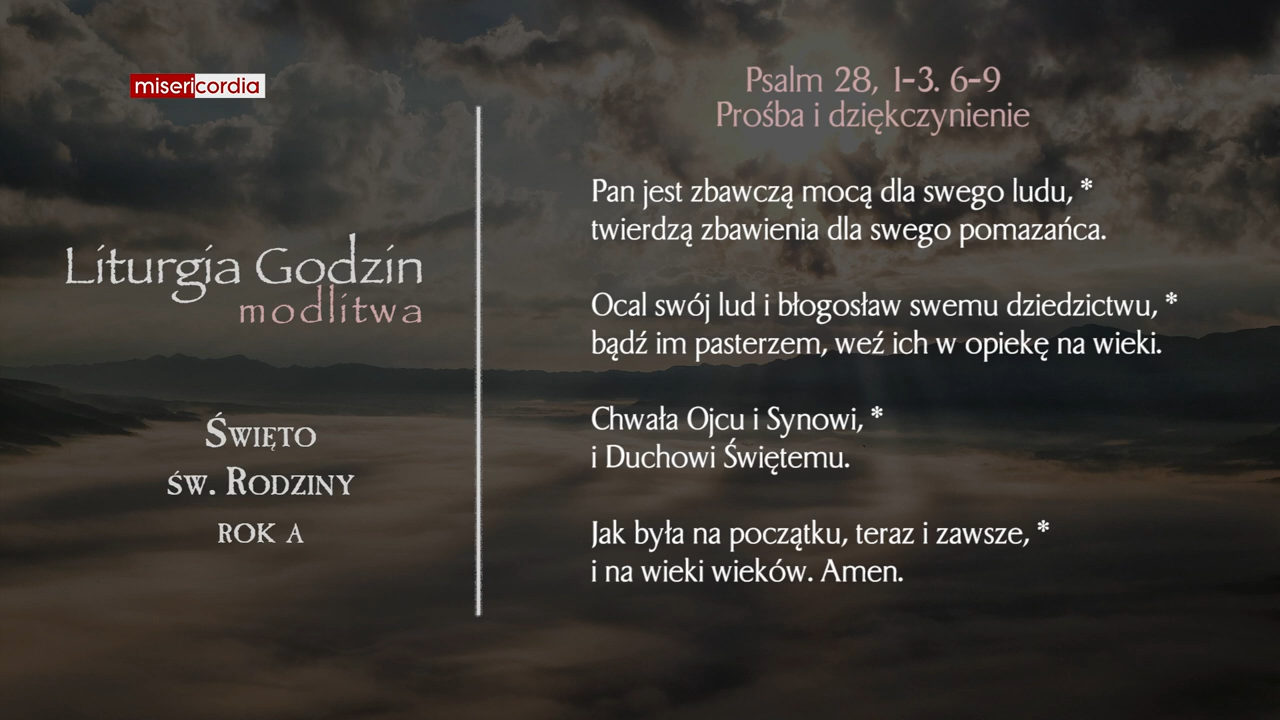 misericordia
Liturgia Godzin
modlitwa
Święto
św. Rodziny
rok A
Psalm 28, 1-3. 6-9
Prośba i dziękczynienie
Pan jest zbawczą mocą dla swego ludu, *
twierdzą zbawienia dla swego pomazańca.
Ocal swój lud i błogosław swemu dziedzictwu, *
bądź im pasterzem, weź ich w opiekę na wieki.
Chwała Ojcu i Synowi, *
i Duchowi Świętemu.
Jak była na początku, teraz i zawsze, *
i na wieki wieków. Amen.